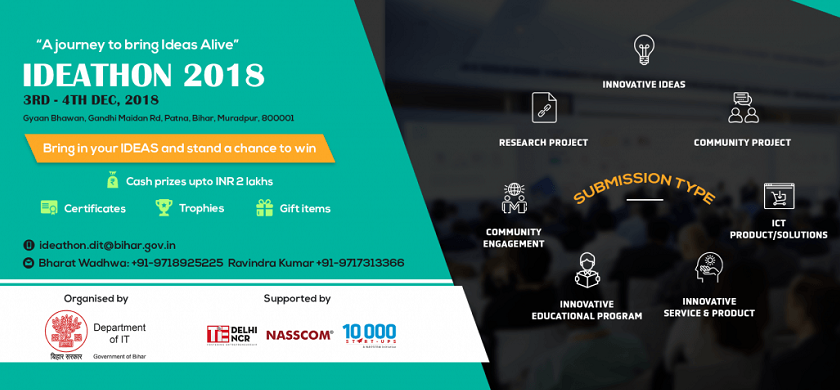 “A journey to bring Ideas Alive”
IDEATHON 2018
3RD - 4TH DEC, 2018
Gyaan Bhawan, Gandhi Maidan Rd, Patna, Bihar, Muradpur, 800001
Bring in your IDEAS and stand a chance to win
Cash prizes upto INR 2 lakhs
Certificates
Trophies
Gift items
ideathon.dit@bihar.gov.in
Bharat Wadhwa: +91-9718925225 Ravindra Kumar +91-9717313366
Organised by
बिहार सरकार
Department
of IT
Government of Bihar
Supported by
TiE
DELHI
NCR
NASSCOM®
10 000
START-UPS
SUBMISSION TYPE
INNOVATIVE IDEAS
RESEARCH PROJECT
COMMUNITY PROJECT
COMMUNITY
ENGAGEMENT
ICT
PRODUCT/SOLUTIONS
INNOVATIVE
EDUCATIONAL PROGRAM
INNOVATIVE
SERVICE & PRODUCT